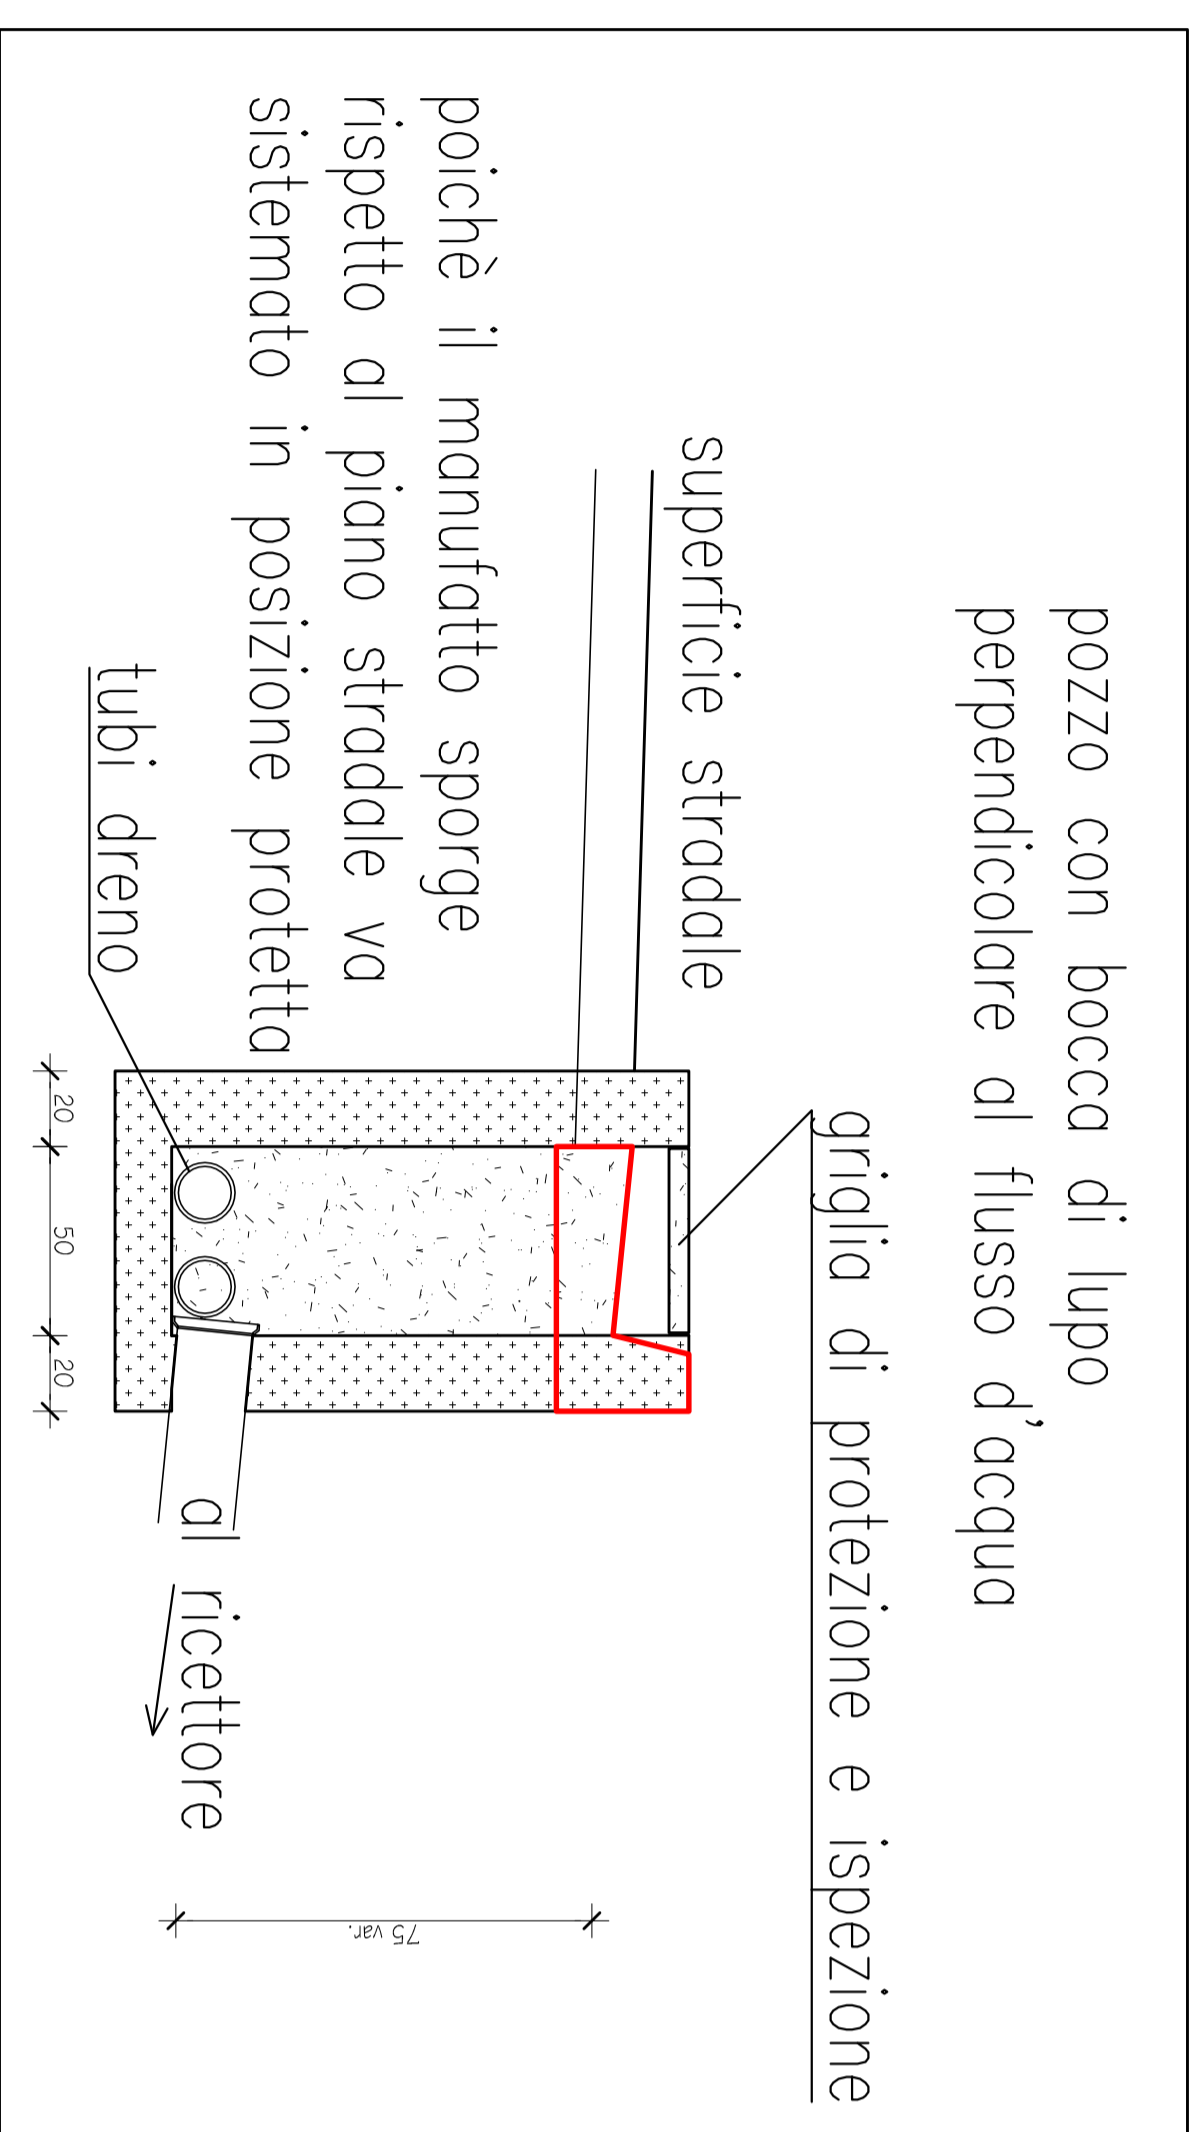 pozzo con bocca di lupo
perpendicolare al flusso d'acqua
griglia di protezione e ispezione
superficie stradale
poichè il manufatto sporge
rispetto al piano stradale va
sistemato in posizione protetta
tubi dreno
al ricettore
75 var.
20
50
20